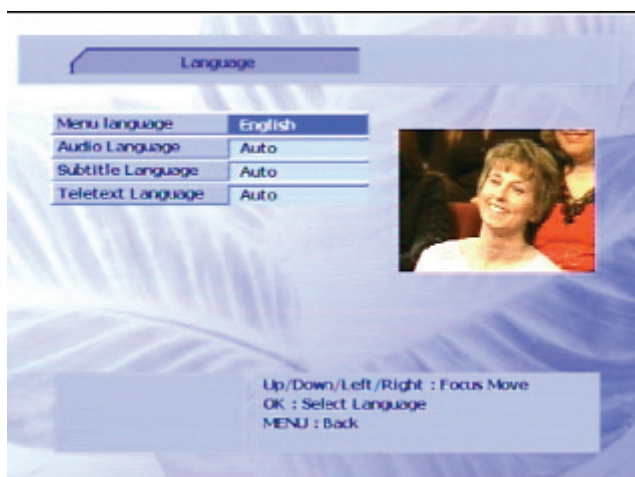 Language
Menu language English
Audio Language Auto
Subtitle Language Auto
Teletext Language Auto
Up/Down/Left/Right : Focus Move
OK : Select Language
MENU : Back